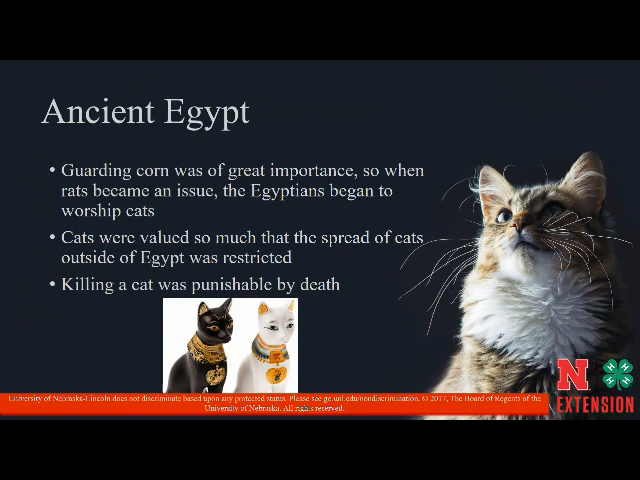 Ancient Egypt
• Guarding corn was of great importance, so when
rats became an issue, the Egyptians began to
worship cats
• Cats were valued so much that the spread of cats
outside of Egypt was restricted
• Killing a cat was punishable by death
N
H H H H
EXTENSION
University of Nebraska-Lincoln does not discriminate based upon any protected status. Please see go.unl.edu/nondiscrimination. © 2017, The Board of Regents of the
University of Nebraska. All rights reserved.